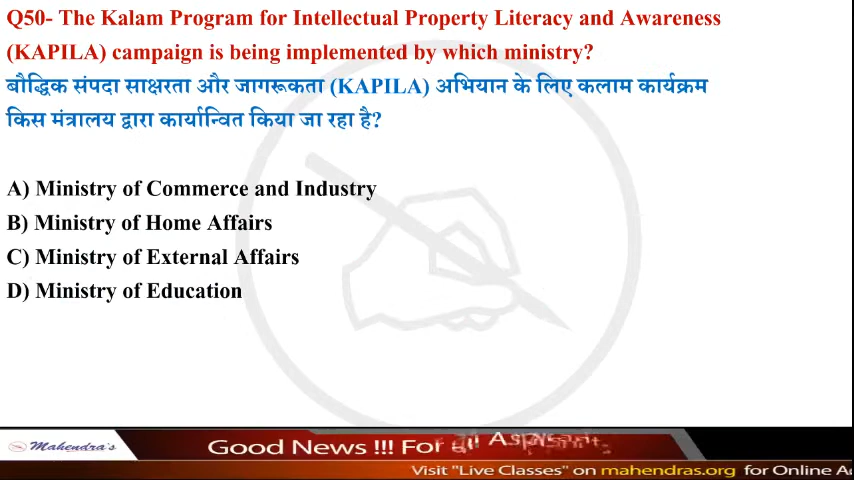 Q50- The Kalam Program for Intellectual Property Literacy and Awareness
(KAPILA) campaign is being implemented by which ministry?
बौद्धिक संपदा साक्षरता और जागरूकता (KAPILA) अभियान के लिए कलाम कार्यक्रम
किस मंत्रालय द्वारा कार्यान्वित किया जा रहा है?
A) Ministry of Commerce and Industry
B) Ministry of Home Affairs
C) Ministry of External Affairs
D) Ministry of Education
Mahendra's
Good News !!! For
Visit "Live Classes" on mahendras.org for Online